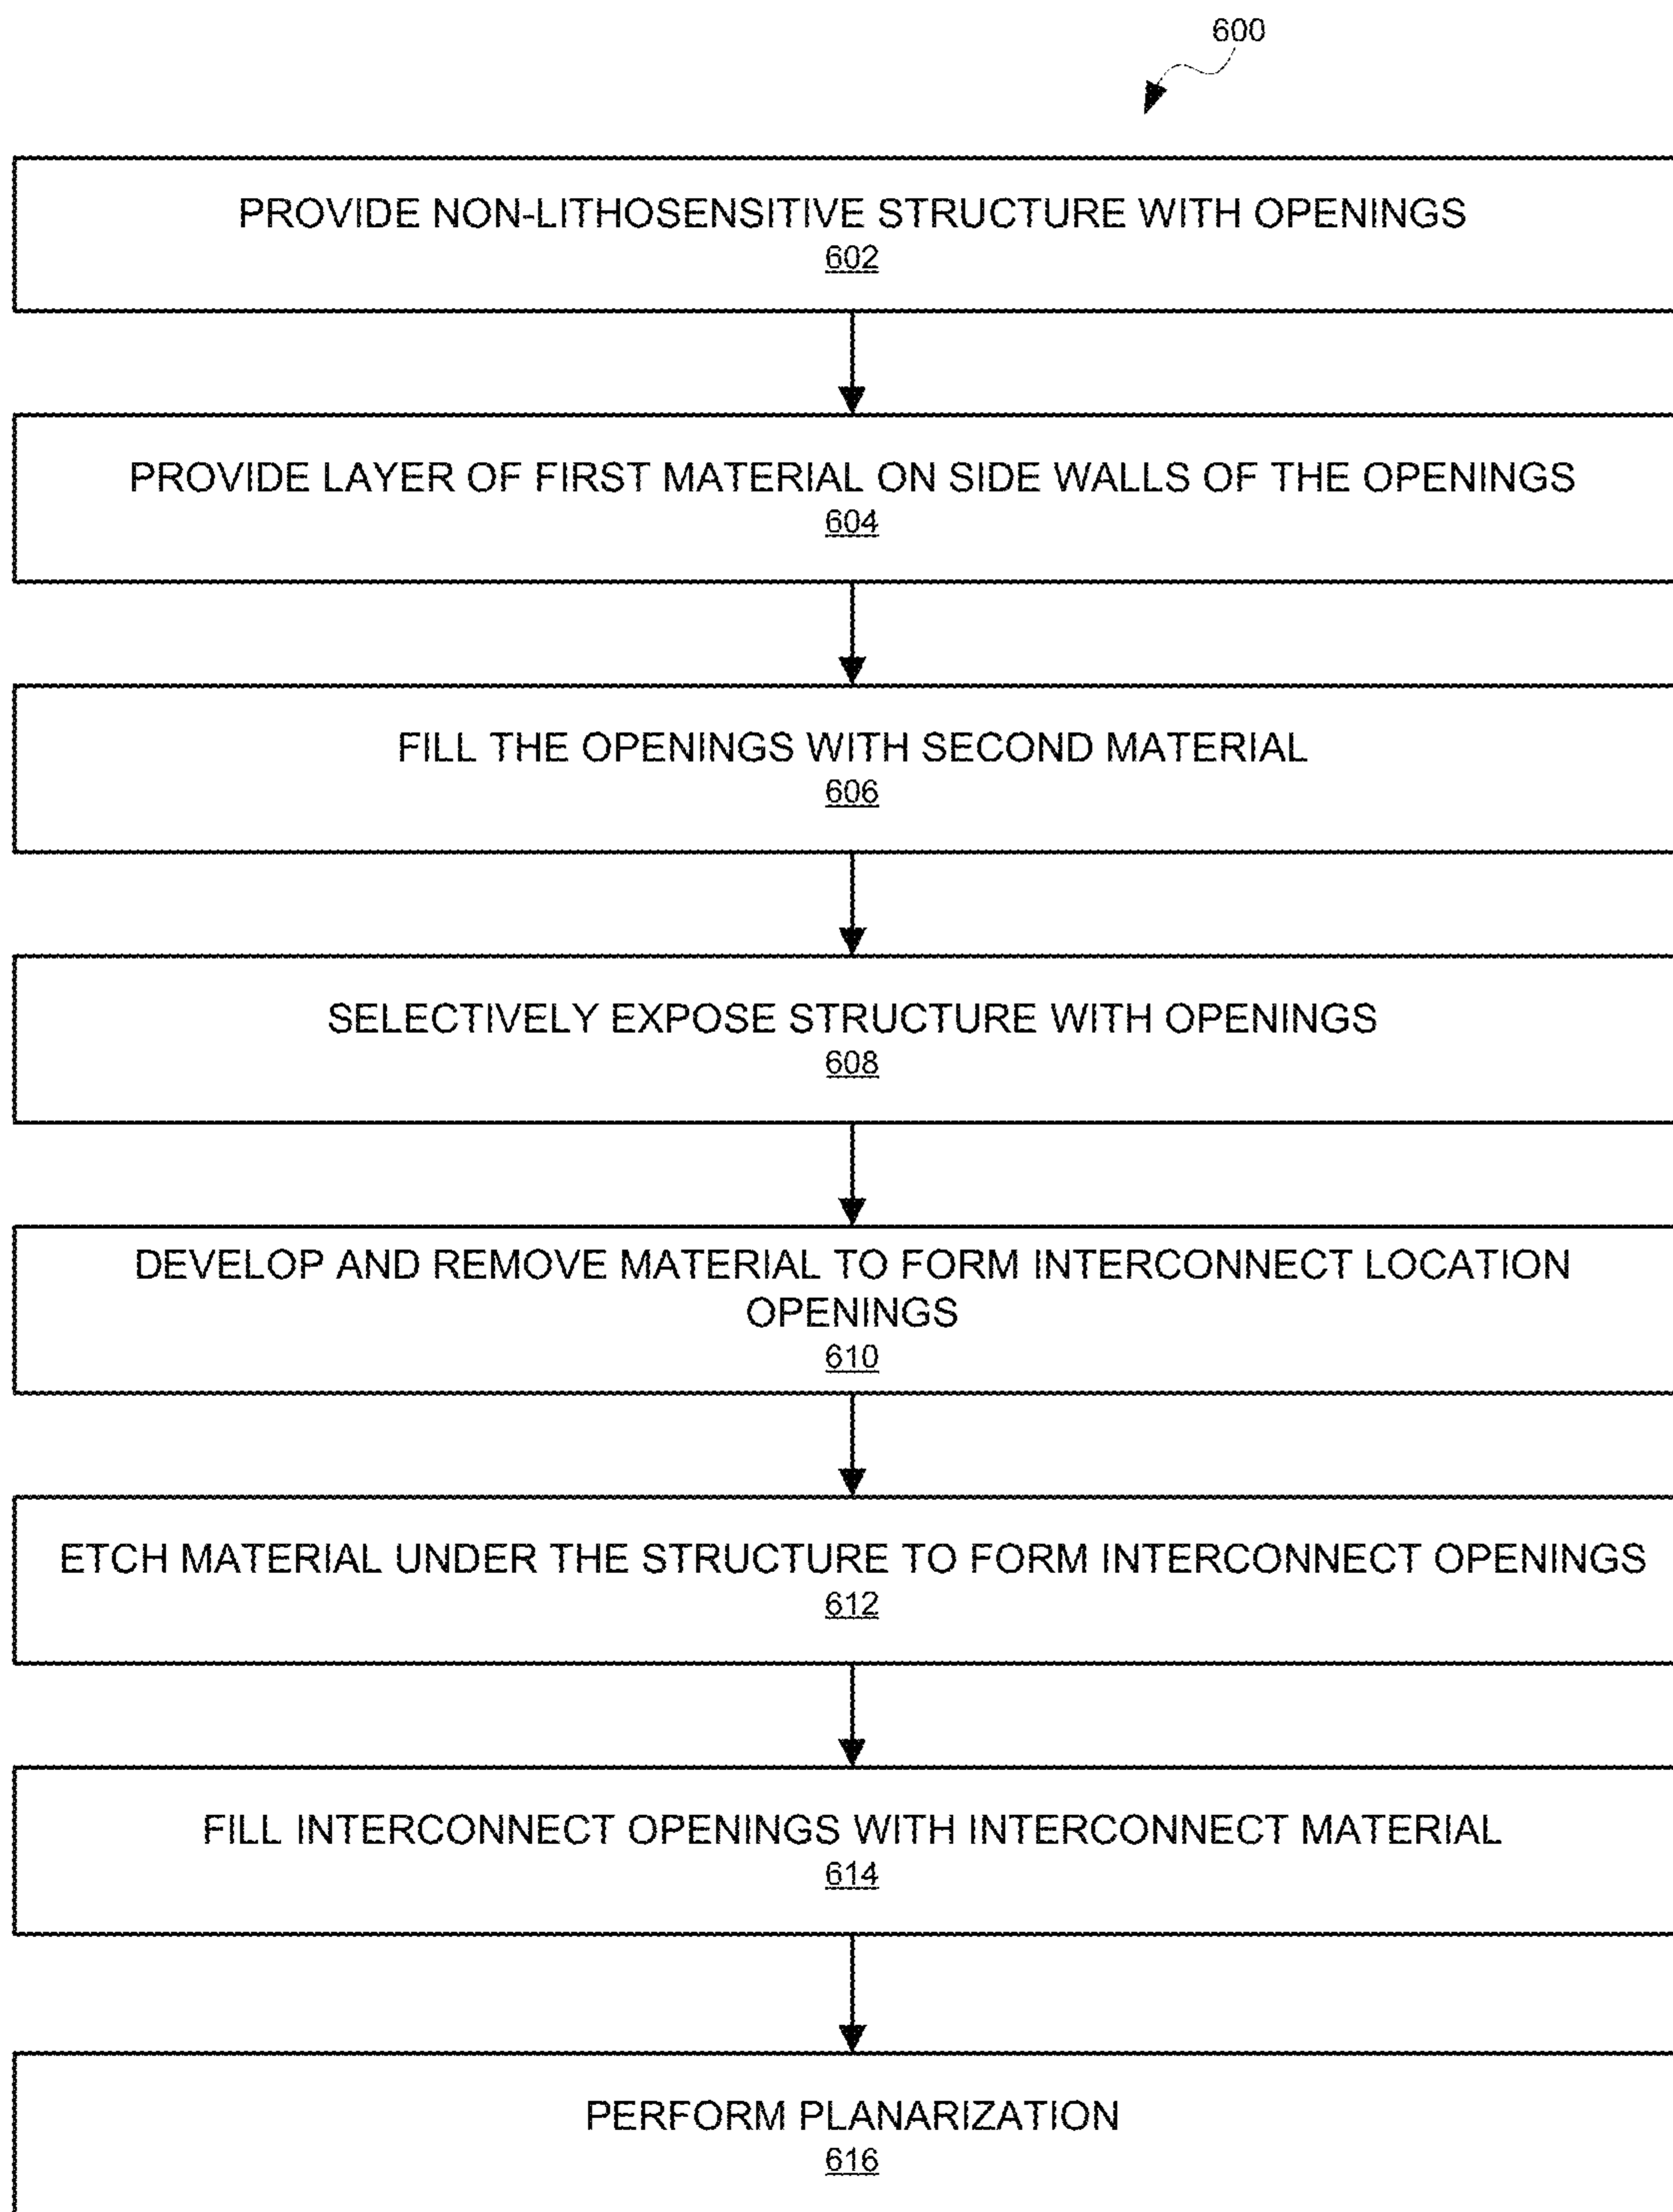 600
PROVIDE NON-LITHOSENSITIVE STRUCTURE WITH OPENINGS
602
PROVIDE LAYER OF FIRST MATERIAL ON SIDE WALLS OF THE OPENINGS
604
FILL THE OPENINGS WITH SECOND MATERIAL
606
SELECTIVELY EXPOSE STRUCTURE WITH OPENINGS
608
DEVELOP AND REMOVE MATERIAL TO FORM INTERCONNECT LOCATION
OPENINGS
610
ETCH MATERIAL UNDER THE STRUCTURE TO FORM INTERCONNECT OPENINGS
612
FILL INTERCONNECT OPENINGS WITH INTERCONNECT MATERIAL
614
PERFORM PLANARIZATION
616